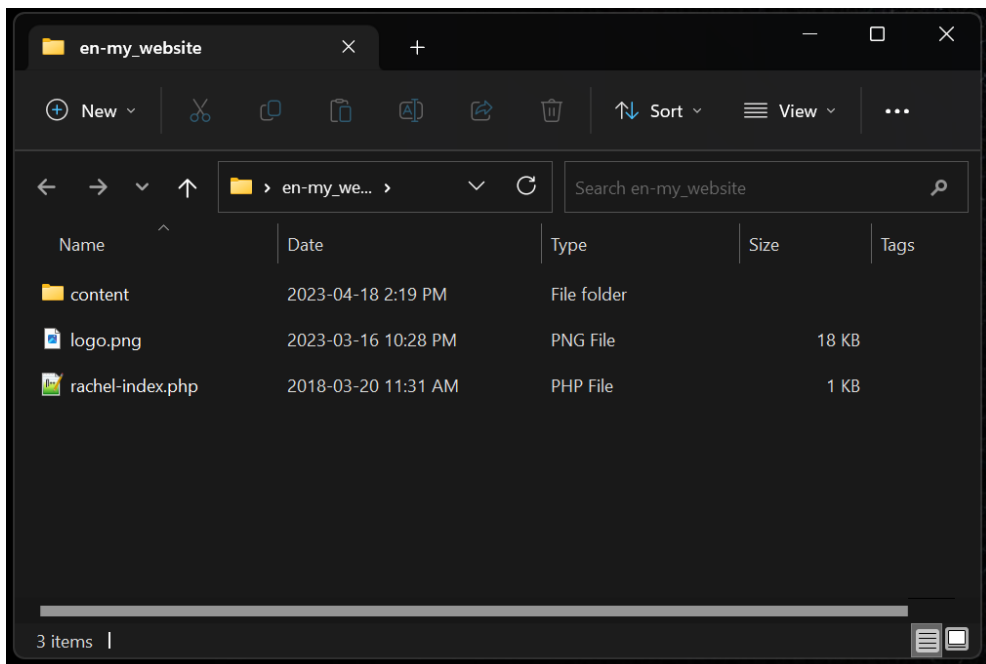 en-my_website
New Sort View
en-my_we... Search en-my_website
Name Date Type Size Tags
content 2023-04-18 2:19 PM File folder
logo.png 2023-03-16 10:28 PM PNG File 18 KB
rachel-index.php 2018-03-20 11:31 AM PHP File 1 KB
3 items